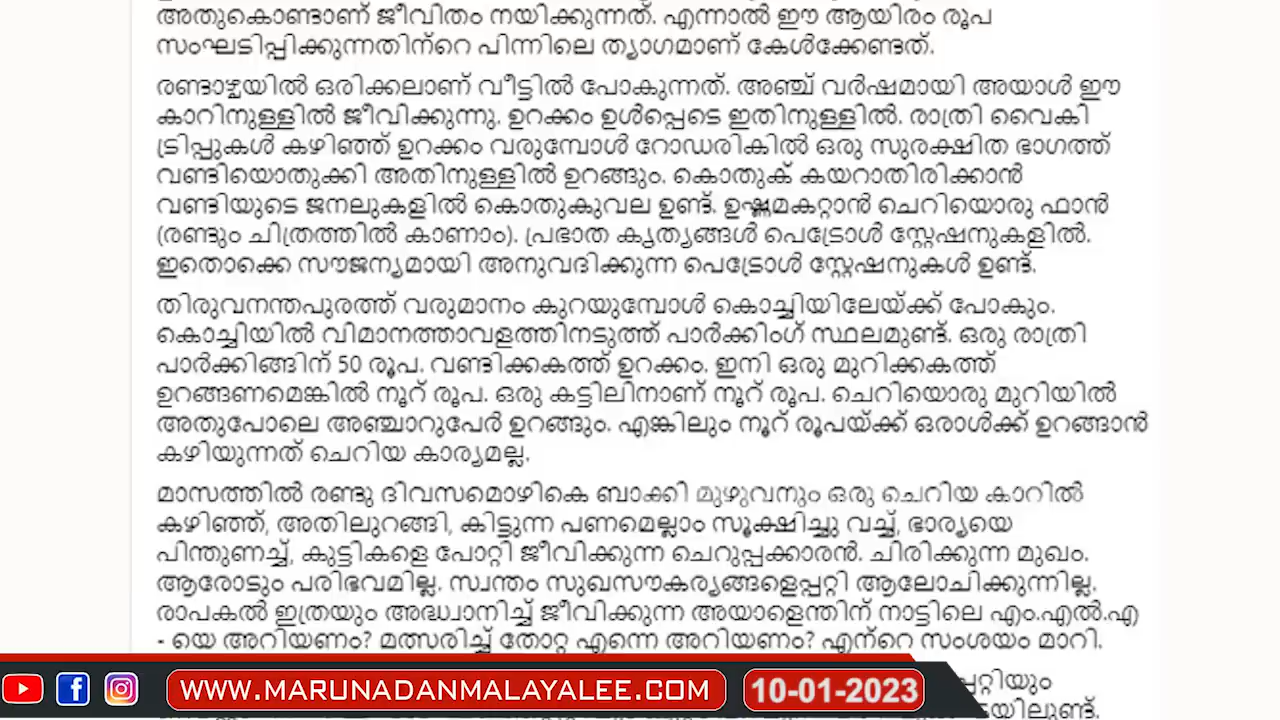 അതുകൊണ്ടാണ് ജീവിതം നയിക്കുന്നത്. എന്നാൽ ഈ ആയിരം രൂപ
സംഘടിപ്പിക്കുന്നതിന്റെ പിന്നിലെ ത്യാഗമാണ് കേൾക്കേണ്ടത്.
രണ്ടാഴ്ചയിൽ ഒരിക്കലാണ് വീട്ടിൽ പോകുന്നത്. അഞ്ച് വർഷമായി അയാൾ ഈ
കാറിനുള്ളിൽ ജീവിക്കുന്നു. ഉറക്കം ഉൾപ്പെടെ ഇതിനുള്ളിൽ. രാത്രി വൈകി
ട്രിപ്പുകൾ കഴിഞ്ഞ് ഉറക്കം വരുമ്പോൾ റോഡരികിൽ ഒരു സുരക്ഷിത ഭാഗത്ത്
വണ്ടിയൊതുക്കി അതിനുള്ളിൽ ഉറങ്ങും. കൊതുക് കയറാതിരിക്കാൻ
വണ്ടിയുടെ ജനലുകളിൽ കൊതുകുവല ഉണ്ട്. ഉഷ്ണമകറ്റാൻ ചെറിയൊരു ഫാൻ
(രണ്ടും ചിത്രത്തിൽ കാണാം). പ്രഭാത കൃത്യങ്ങൾ പെട്രോൾ സ്റ്റേഷനുകളിൽ.
ഇതൊക്കെ സൗജന്യമായി അനുവദിക്കുന്ന പെട്രോൾ സ്റ്റേഷനുകൾ ഉണ്ട്.
തിരുവനന്തപുരത്ത് വരുമാനം കുറയുമ്പോൾ കൊച്ചിയിലേയ്ക്ക് പോകും.
കൊച്ചിയിൽ വിമാനത്താവളത്തിനടുത്ത് പാർക്കിംഗ് സ്ഥലമുണ്ട്. ഒരു രാത്രി
പാർക്കിങ്ങിന് 50 രൂപ. വണ്ടിക്കകത്ത് ഉറക്കം. ഇനി ഒരു മുറിക്കകത്ത്
ഉറങ്ങണമെങ്കിൽ നൂറ് രൂപ. ഒരു കട്ടിലിനാണ് നൂറ് രൂപ. ചെറിയൊരു മുറിയിൽ
അതുപോലെ അഞ്ചാറുപേർ ഉറങ്ങും. എങ്കിലും നൂറ് രൂപയ്ക്ക് ഒരാൾക്ക് ഉറങ്ങാൻ
കഴിയുന്നത് ചെറിയ കാര്യമല്ല.
മാസത്തിൽ രണ്ടു ദിവസമൊഴികെ ബാക്കി മുഴുവനും ഒരു ചെറിയ കാറിൽ
കഴിഞ്ഞ്, അതിലുറങ്ങി, കിട്ടുന്ന പണമെല്ലാം സൂക്ഷിച്ചു വച്ച്, ഭാര്യയെ
പിന്തുണച്ച്, കുട്ടികളെ പോറ്റി ജീവിക്കുന്ന ചെറുപ്പക്കാരൻ. ചിരിക്കുന്ന മുഖം.
ആരോട്ടും പരിഭവമില്ല. സ്വന്തം സുഖസൗകര്യങ്ങളെപ്പറ്റി ആലോചിക്കുന്നില്ല.
രാപകൽ ഇത്രയും അദ്ധ്വാനിച്ച് ജീവിക്കുന്ന അയാളെന്തിന് നാട്ടിലെ എം.എൽ.എ
- യെ അറിയണം? മത്സരിച്ച് തോറ്റ എന്നെ അറിയണം? എന്റെ സംശയം മാറി.
WWW.MARUNADANMALAYALEE.COM 10-01-2023